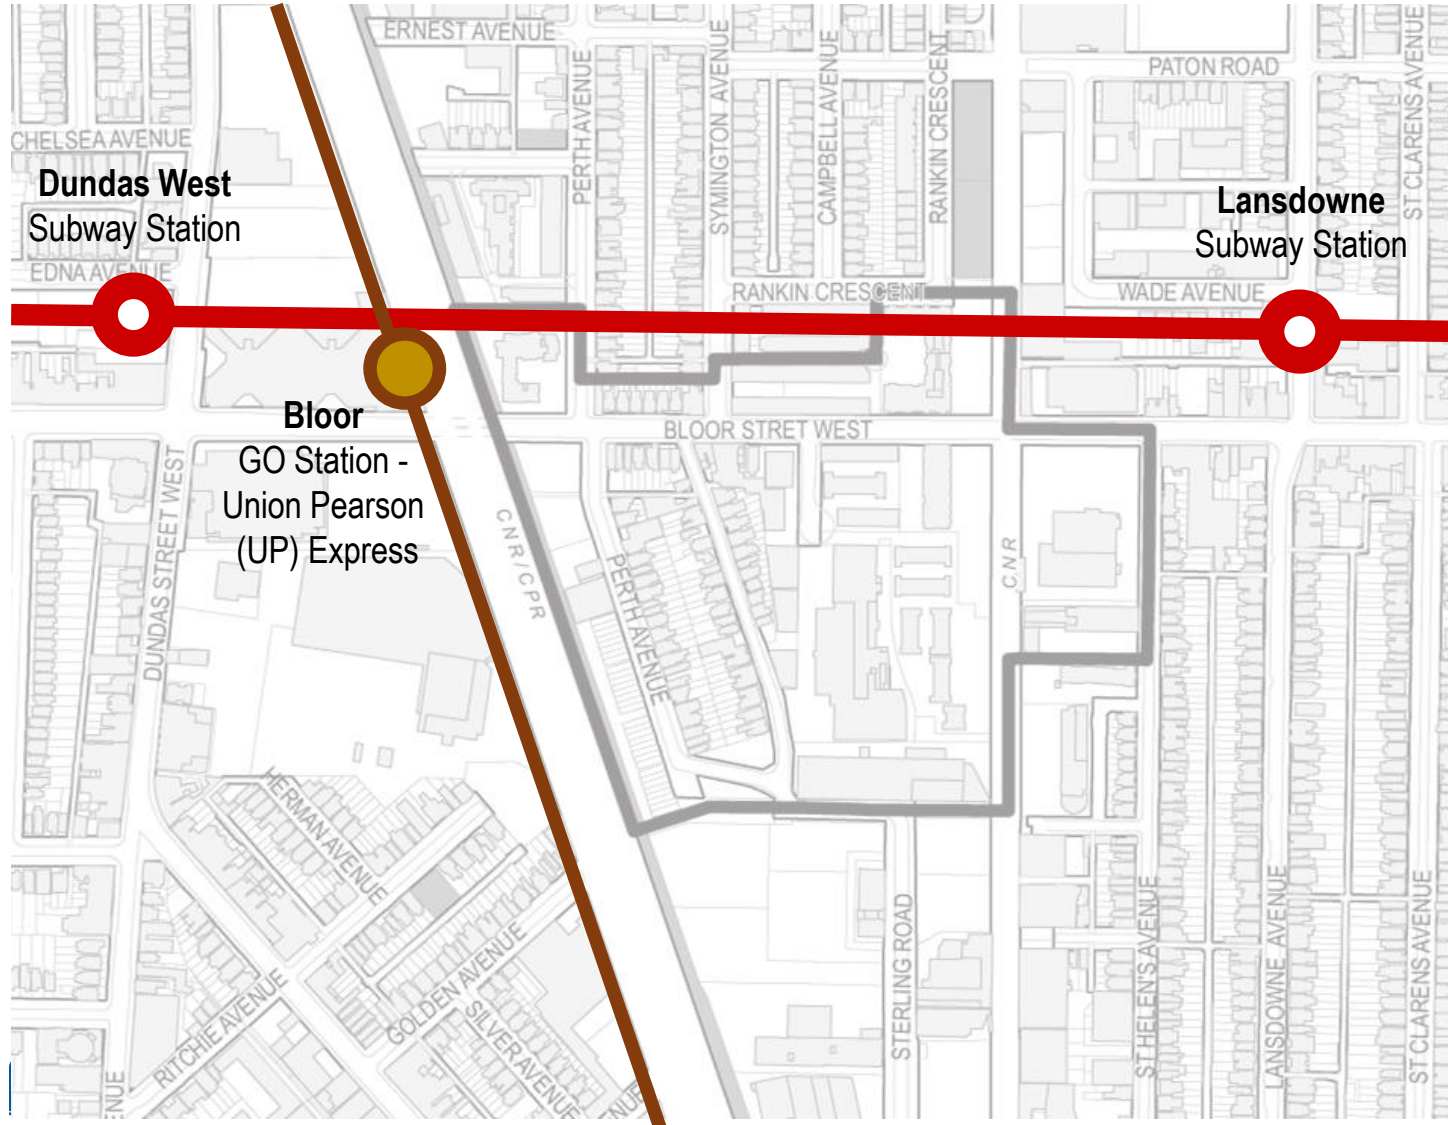 ERNEST AVENUE
PERTH AVENUE
SYMINGTON AVENUE
CAMPBELL AVENUE
RANKIN CRESCENT
PATON ROAD
ST CLARENS AVENUE
CHELSEA AVENUE
Dundas West
Subway Station
EDNA AVENUE
Lansdowne
Subway Station
RANKIN CRESCENT
WADE AVENUE
Bloor
GO Station -
Union Pearson
(UP) Express
BLOOR STRET WEST
DUNDAS STREET WEST
CNR/CPR
PERTH AVENUE
CNR
HERMAN AVENUE
RITCHIE AVENUE
GOLDEN AVENUE
SILVER AVENUE
STERLING ROAD
ST HELENS AVENUE
LANSDOWNE AVENUE
ST CLARENS AVENUE